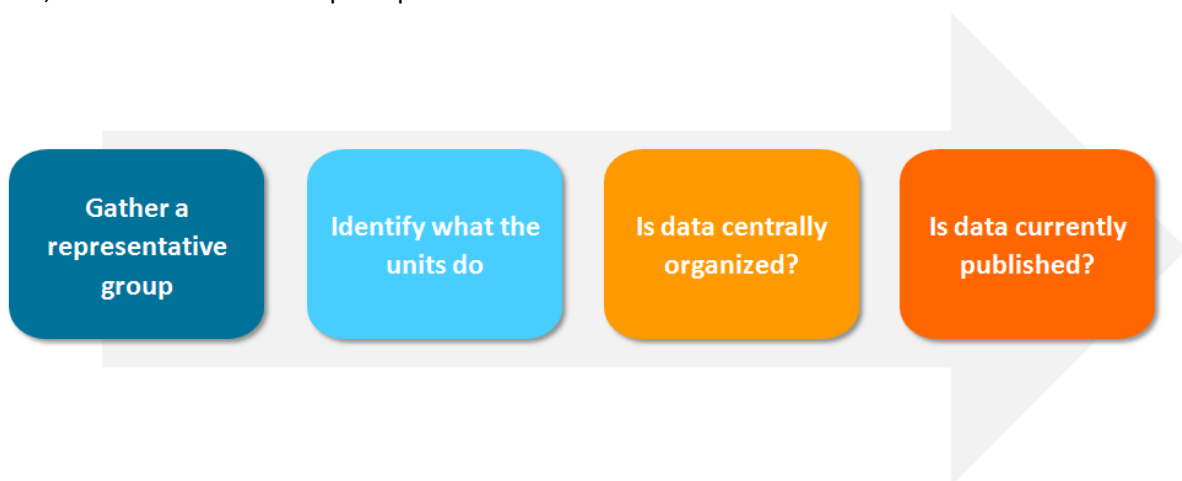 Gather a
representative
group
Identify what the
units do
Is data centrally
organized?
Is data currently
published?